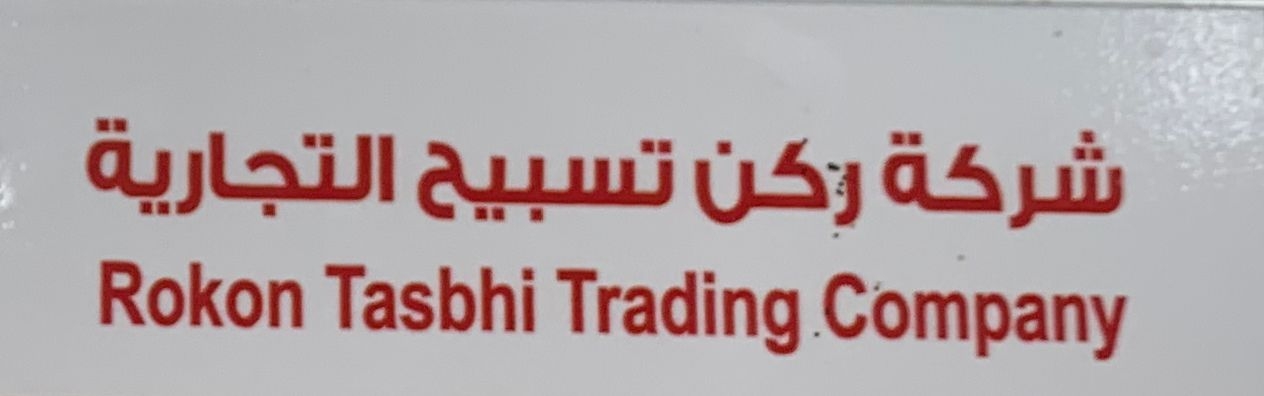 شركة ركن تسبيح التجارية
Rokon Tasbhi Trading Company